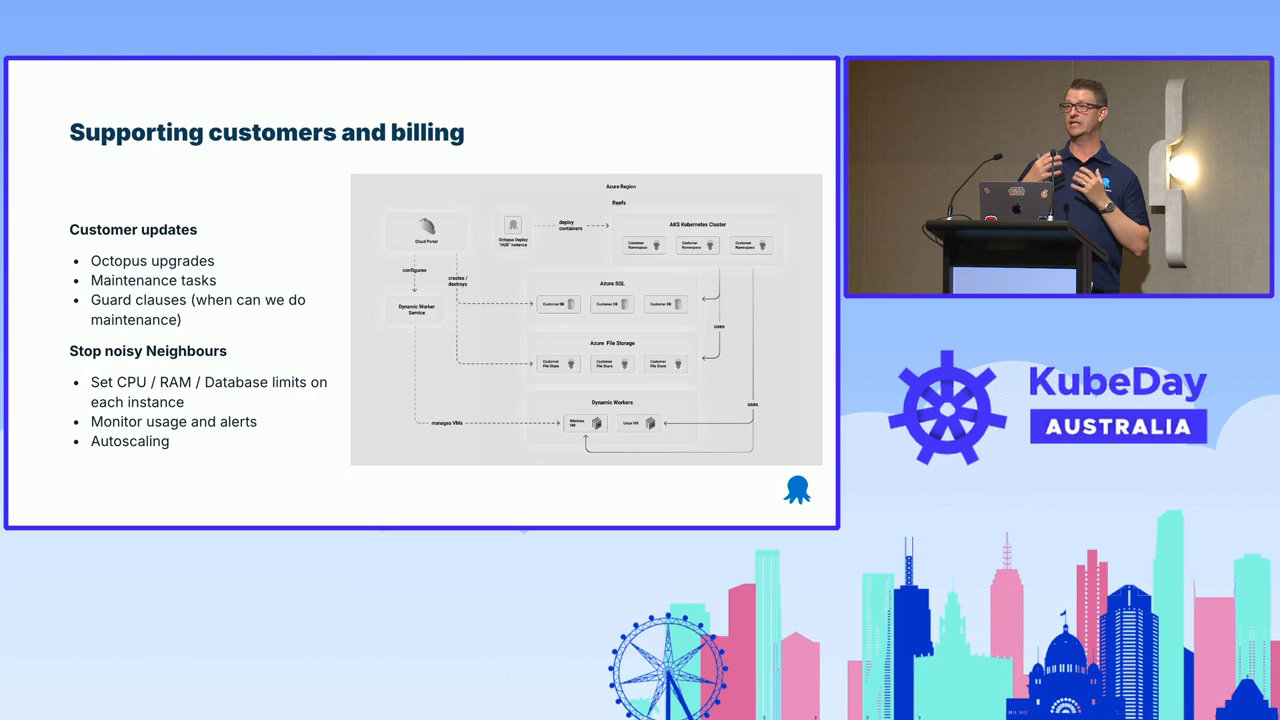 Supporting customers and billing
Customer updates
• Octopus upgrades
• Maintenance tasks
• Guard clauses (when can we do
maintenance)
Stop noisy Neighbours
• Set CPU / RAM / Database limits on
each instance
• Monitor usage and alerts
• Autoscaling
Azure Region
Reefs
Cloud Portal
Octopus Deploy
"HUB" Instance
deploy
containers
AKS Kubernetes Cluster
Customer
Namespace
Customer
Namespace
Customer
Namespace
configures
creates /
destroys
Dynamic Worker
Service
Azure SQL
Customer DB
Customer DB
Customer DB
uses
Azure File Storage
Customer
File Share
Customer
File Share
Customer
File Share
Dynamic Workers
uses
manages VMs
Windows
VM
Linux VM
KubeDay
AUSTRALIA